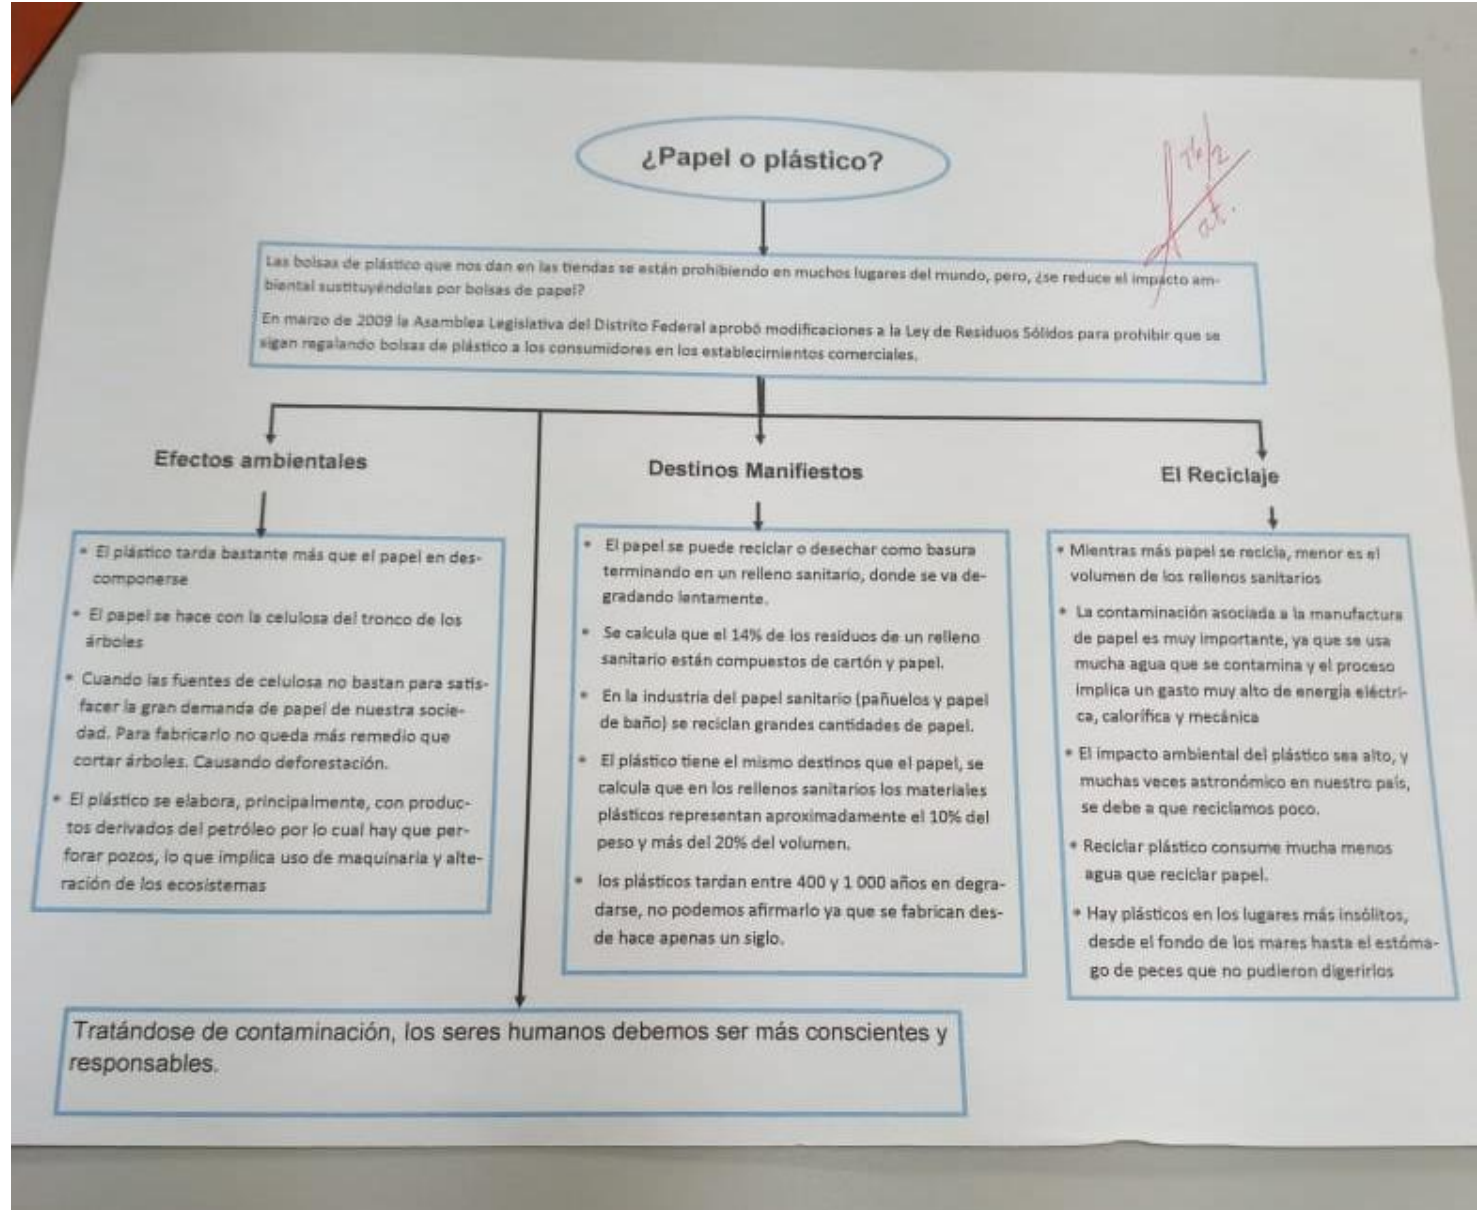 ¿Papel o plástico?
at.
Las bolsas de plástico que nos dan en las tiendas se están prohibiendo en muchos lugares del mundo, pero, ¿se reduce el impacto am-
biental sustituyéndolas por bolsas de papel?
En marzo de 2009 la Asamblea Legislativa del Distrito Federal aprobó modificaciones a la Ley de Residuos Sólidos para prohibir que se
sigan regalando bolsas de plástico a los consumidores en los establecimientos comerciales.
Efectos ambientales
* El plástico tarda bastante más que el papel en des-
componerse
* El papel se hace con la celulosa del tronco de los
árboles
* Cuando las fuentes de celulosa no bastan para satis-
facer la gran demanda de papel de nuestra socie-
dad. Para fabricarlo no queda más remedio que
cortar árboles. Causando deforestación.
* El plástico se elabora, principalmente, con produc-
tos derivados del petróleo por lo cual hay que per-
forar pozos, lo que implica uso de maquinaria y alte-
ración de los ecosistemas
Destinos Manifiestos
* El papel se puede reciclar o desechar como basura
terminando en un relleno sanitario, donde se va de-
gradando lentamente.
* Se calcula que el 14% de los residuos de un relleno
sanitario están compuestos de cartón y papel.
* En la industria del papel sanitario (pañuelos y papel
de baño) se reciclan grandes cantidades de papel.
* El plástico tiene el mismo destinos que el papel, se
calcula que en los rellenos sanitarios los materiales
plásticos representan aproximadamente el 10% del
peso y más del 20% del volumen.
* los plásticos tardan entre 400 y 1 000 años en degra-
darse, no podemos afirmarlo ya que se fabrican des-
de hace apenas un siglo.
El Reciclaje
* Mientras más papel se recicla, menor es el
volumen de los rellenos sanitarios
* La contaminación asociada a la manufactura
de papel es muy importante, ya que se usa
mucha agua que se contamina y el proceso
implica un gasto muy alto de energía eléctri-
ca, calorífica y mecánica
* El impacto ambiental del plástico sea alto, y
muchas veces astronómico en nuestro país,
se debe a que reciclamos poco.
* Reciclar plástico consume mucha menos
agua que reciclar papel.
* Hay plásticos en los lugares más insólitos,
desde el fondo de los mares hasta el estóma-
go de peces que no pudieron digerirlos
Tratándose de contaminación, los seres humanos debemos ser más conscientes y
responsables.